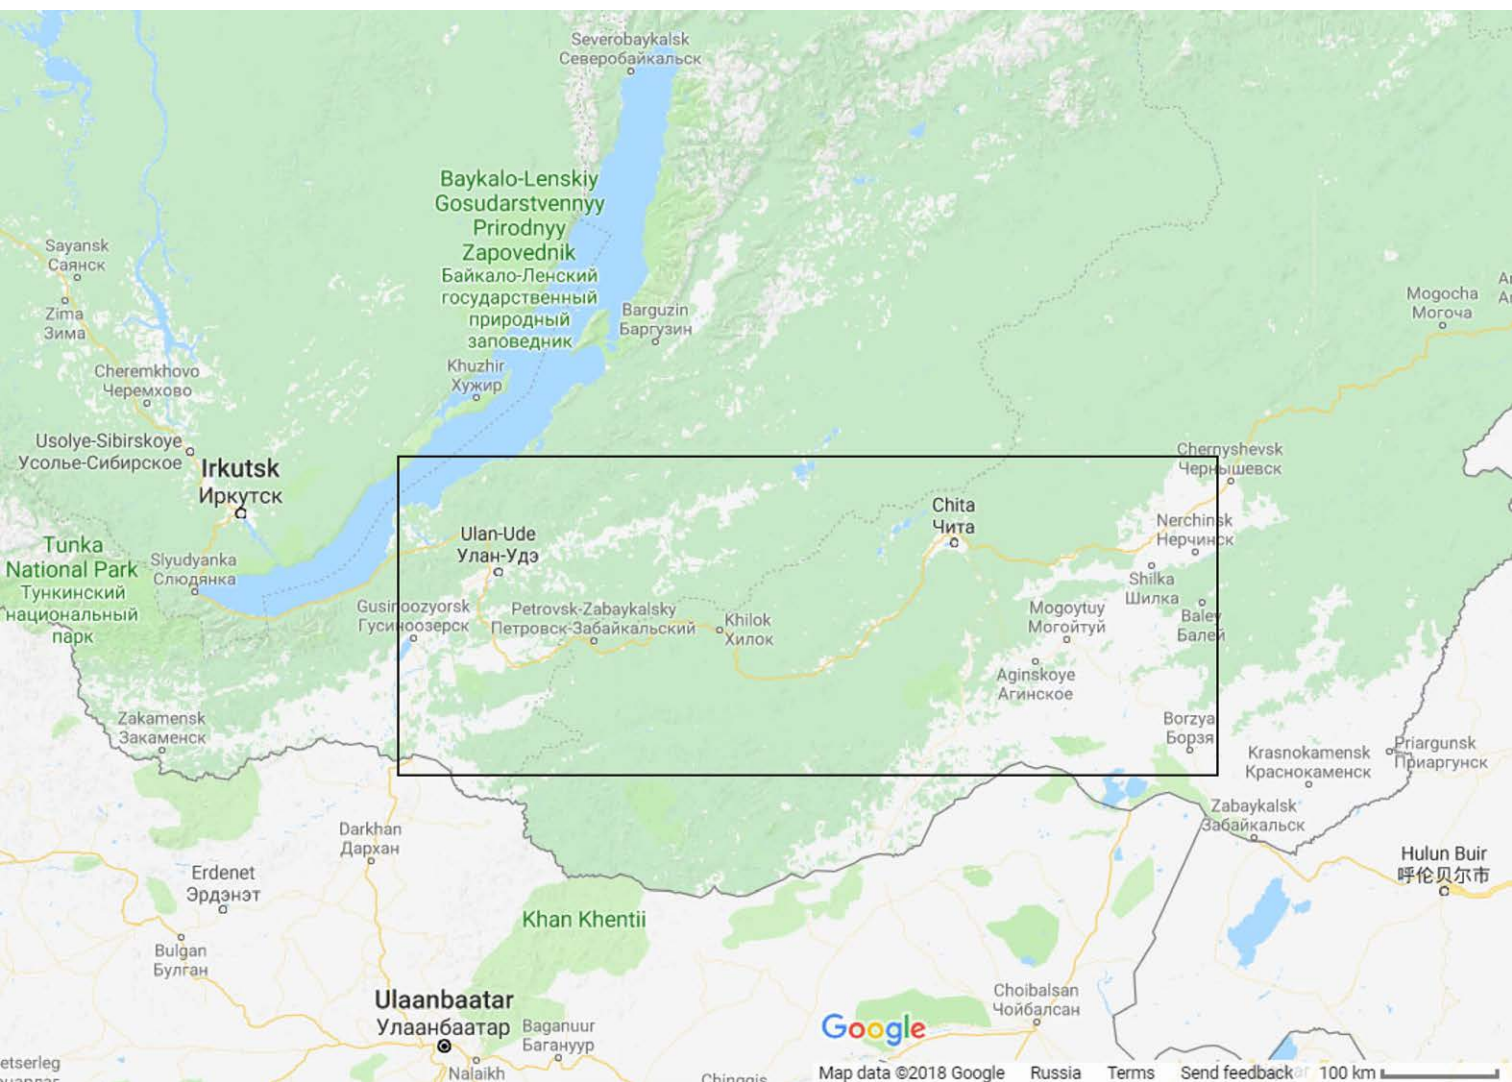 Severobaykalsk
Северобайкальск
Baykalo-Lenskiy
Gosudarstvennyy
Prirodnyy
Zapovednik
Байкало-Ленский
государственный
природный
заповедник
Sayansk
Саянск
Zima
Зима
Barguzin
Баргузин
Mogocha
Могоча
Cheremkhovo
Черемхово
Khuzhir
Хужир
Usolye-Sibirskoye
Усолье-Сибирское
Irkutsk
Иркутск
Chernyshevsk
Чернышевск
Chita
Чита
Ulan-Ude
Улан-Удэ
Nerchinsk
Нерчинск
Tunka
National Park
Тункинский
национальный
парк
Slyudyanka
Слюдянка
Shilka
Шилка
Gusinoozyorsk
Гусиноозерск
Petrovsk-Zabaykalsky
Петровск-Забайкальский
Khilok
Хилок
Mogoytuy
Могойтуй
Baley
Балей
Aginskoye
Агинское
Zakamensk
Закаменск
Borzya
Борзя
Krasnokamensk
Краснокаменск
Priargunsk
Приаргунск
Zabaykalsk
Забайкальск
Darkhan
Дархан
Erdenet
Эрдэнэт
Hulun Buir
呼伦贝尔市
Khan Khentii
Bulgan
Булган
Ulaanbaatar
Улаанбаатар
Baganuur
Багануур
Nalaikh
Choibalsan
Чойбалсан
Chinggis
Google
Map data ©2018 Google Russia Terms Send feedback 100 km